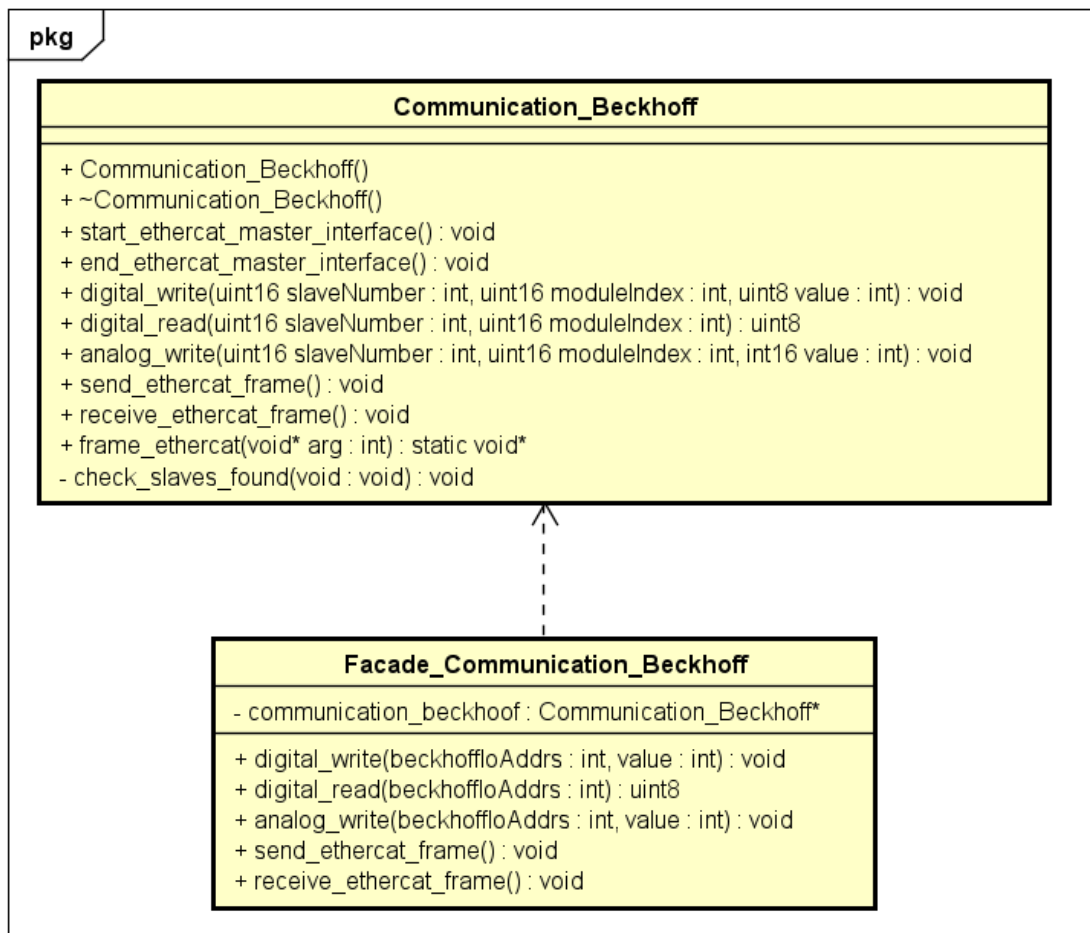 pkg
Communication_Beckhoff
+ Communication_Beckhoff()
+ ~Communication_Beckhoff()
+ start_ethercat_master_interface() : void
+ end_ethercat_master_interface() : void
+ digital_write(uint16 slaveNumber : int, uint16 moduleIndex : int, uint8 value : int) : void
+ digital_read(uint16 slaveNumber : int, uint16 moduleIndex : int) : uint8
+ analog_write(uint16 slaveNumber : int, uint16 moduleIndex : int, int16 value : int) : void
+ send_ethercat_frame() : void
+ receive_ethercat_frame() : void
+ frame_ethercat(void* arg : int) : static void*
- check_slaves_found(void : void) : void
Facade_Communication_Beckhoff
- communication_beckhoof : Communication_Beckhoff*
+ digital_write(beckhoffIoAddrs : int, value : int) : void
+ digital_read(beckhoffIoAddrs : int) : uint8
+ analog_write(beckhoffIoAddrs : int, value : int) : void
+ send_ethercat_frame() : void
+ receive_ethercat_frame() : void